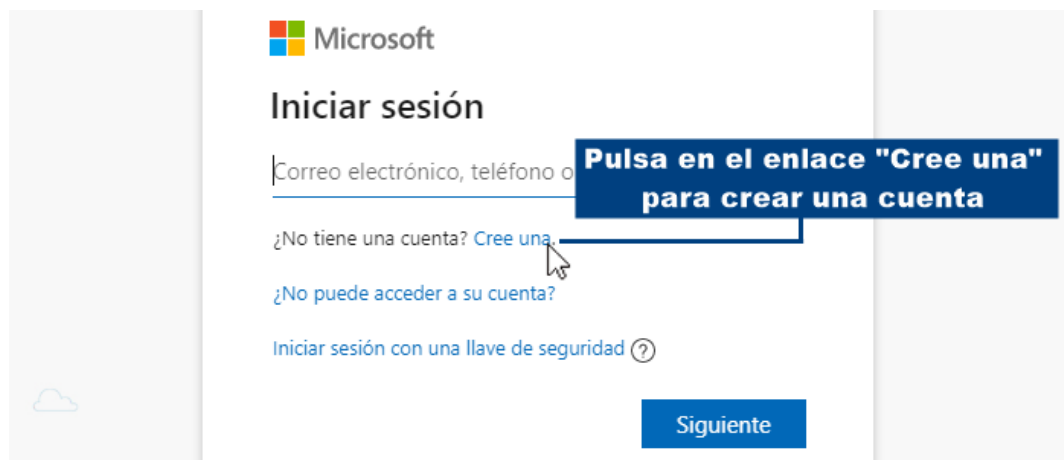 Microsoft
Iniciar sesión
Correo electrónico, teléfono o
Pulsa en el enlace "Cree una"
para crear una cuenta
¿No tiene una cuenta? Cree una.
¿No puede acceder a su cuenta?
Iniciar sesión con una llave de seguridad ?
Siguiente